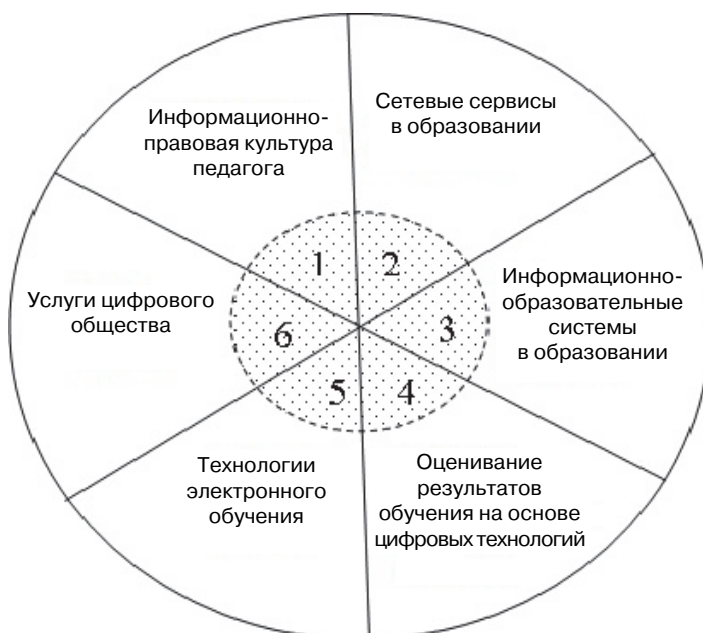 Информационно-
правовая культура
педагога
Сетевые сервисы
в образовании
1
2
Услуги цифрового
общества
6
3
Информационно-
образовательные
системы
в образовании
5
4
Технологии
электронного
обучения
Оценивание
результатов
обучения на основе
цифровых технологий